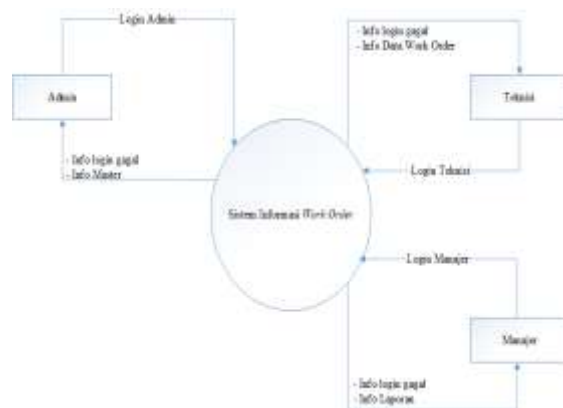 Login Admin
- Info login gagal
- Info Data Work Order
Admin
Teknisi
- Info login gagal
- Info Master
Login Teknisi
Sistem Informasi Work Order
Login Manajer
Manajer
- Info login gagal
- Info Laporan